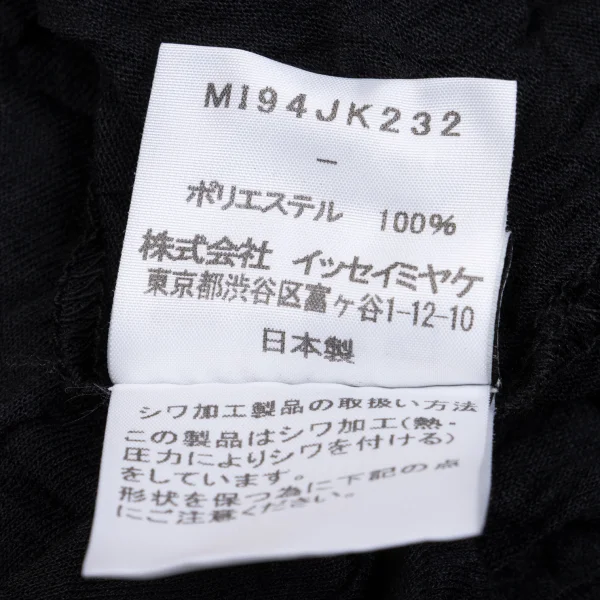 MI94JK232
–
ポリエステル 100%
株式会社 イッセイミヤケ
東京都渋谷区富ヶ谷1-12-10
日本製
シワ加工製品の取扱い方法
この製品はシワ加工(熱・
圧力によりシワを付ける)
をしています。
形状を保つ為に下記の点
にご注意ください。